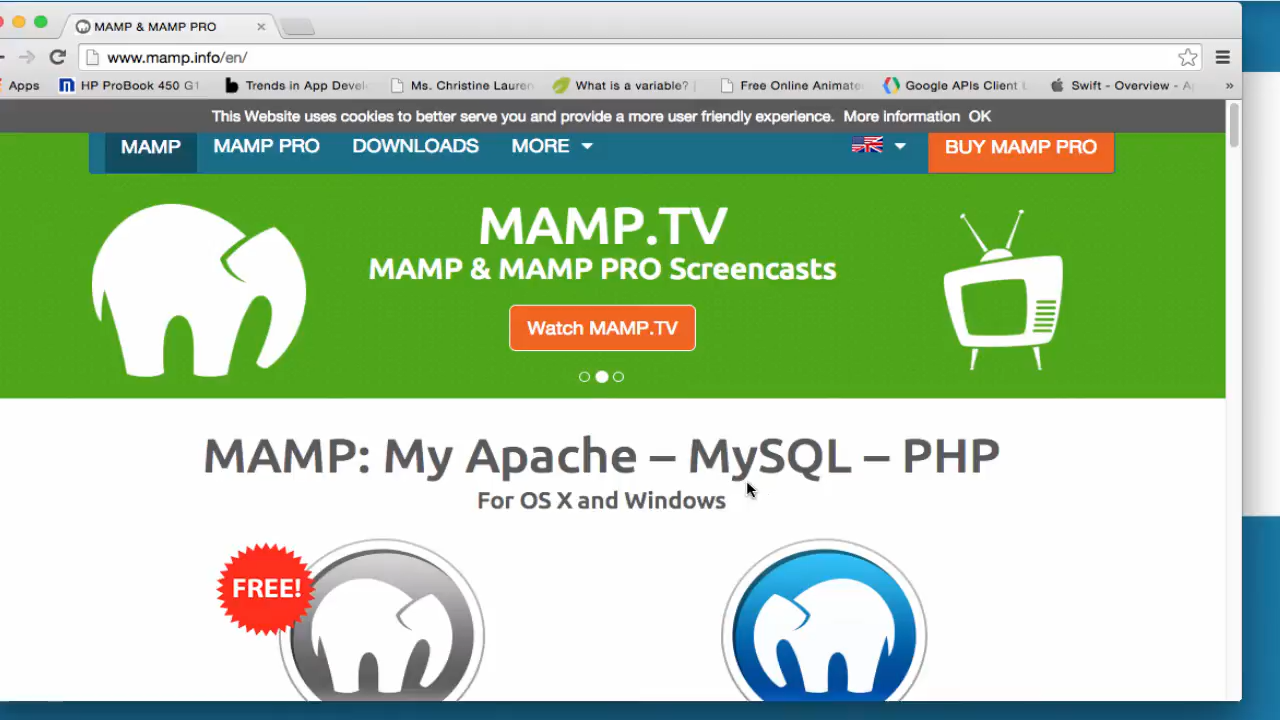 MAMP & MAMP PRO
www.mamp.info/en/
Apps HP ProBook 450 G1 Trends in App Devel Ms. Christine Lauren What is a variable? | Free Online Animate Google APIs Client Swift - Overview - A »
This Website uses cookies to better serve you and provide a more user friendly experience. More Information OK
MAMP MAMP PRO DOWNLOADS MORE BUY MAMP PRO
MAMP.TV
MAMP & MAMP PRO Screencasts
Watch MAMP.TV
MAMP: My Apache – MySQL – PHP
For OS X and Windows
FREE!